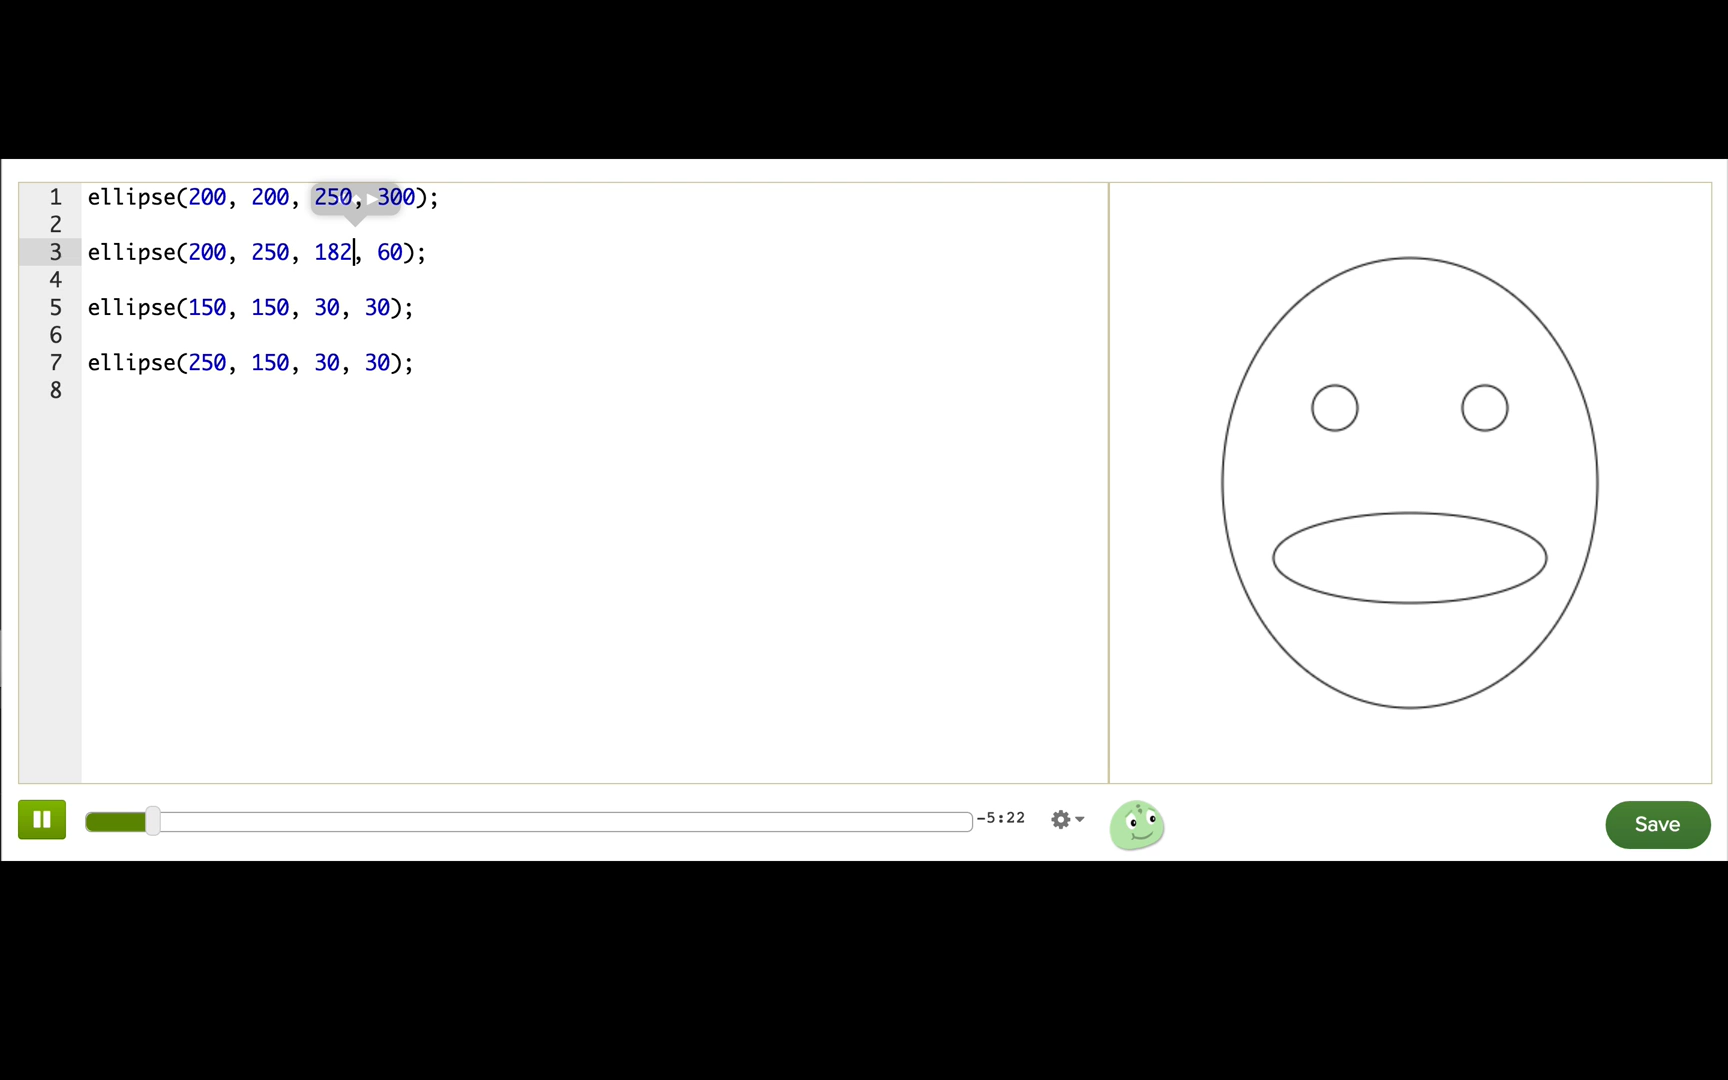 1 ellipse(200, 200, 250, 300);
2
3 ellipse(200, 250, 182, 60);
4
5 ellipse(150, 150, 30, 30);
6
7 ellipse(250, 150, 30, 30);
8
-5:22
Save